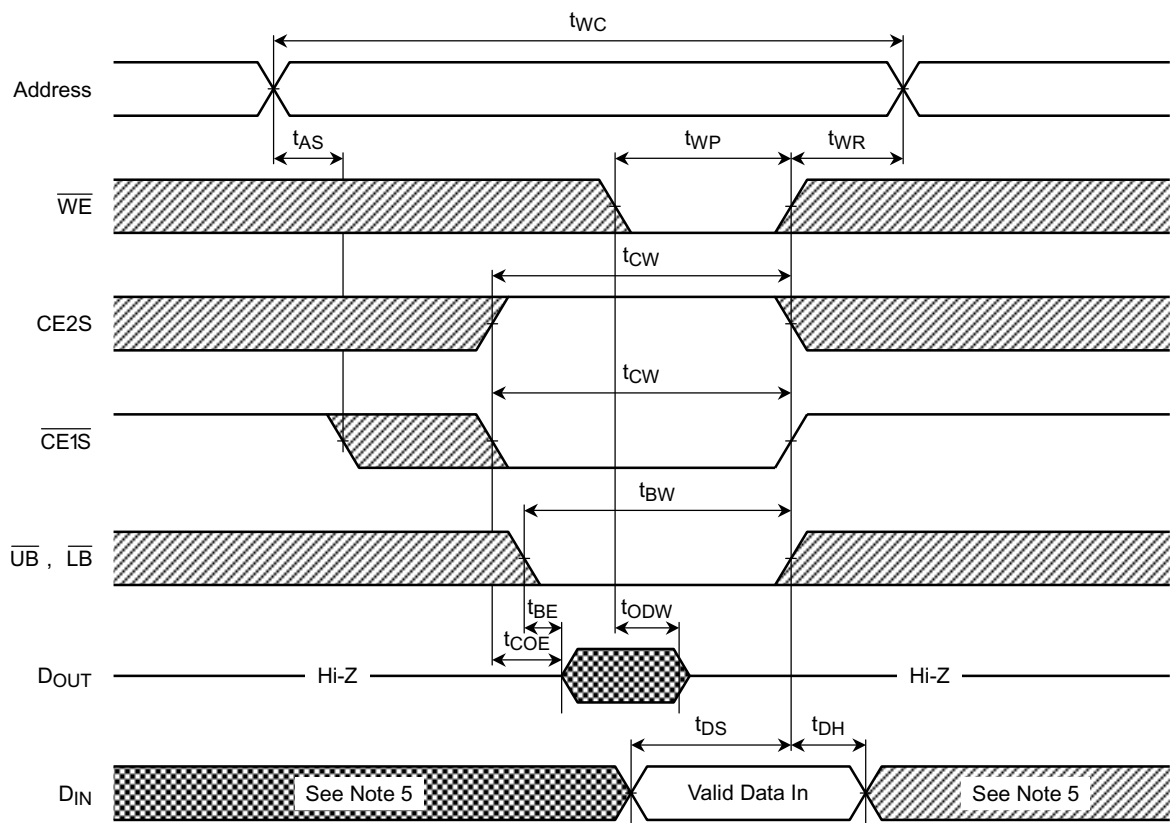 tWC
Address
tAS
tWP
tWR
WE
tCW
CE2S
tCW
CE1S
tBW
UB , LB
tBE
tODW
tCOE
DOUT
Hi-Z
Hi-Z
tDS
tDH
DIN
See Note 5
Valid Data In
See Note 5